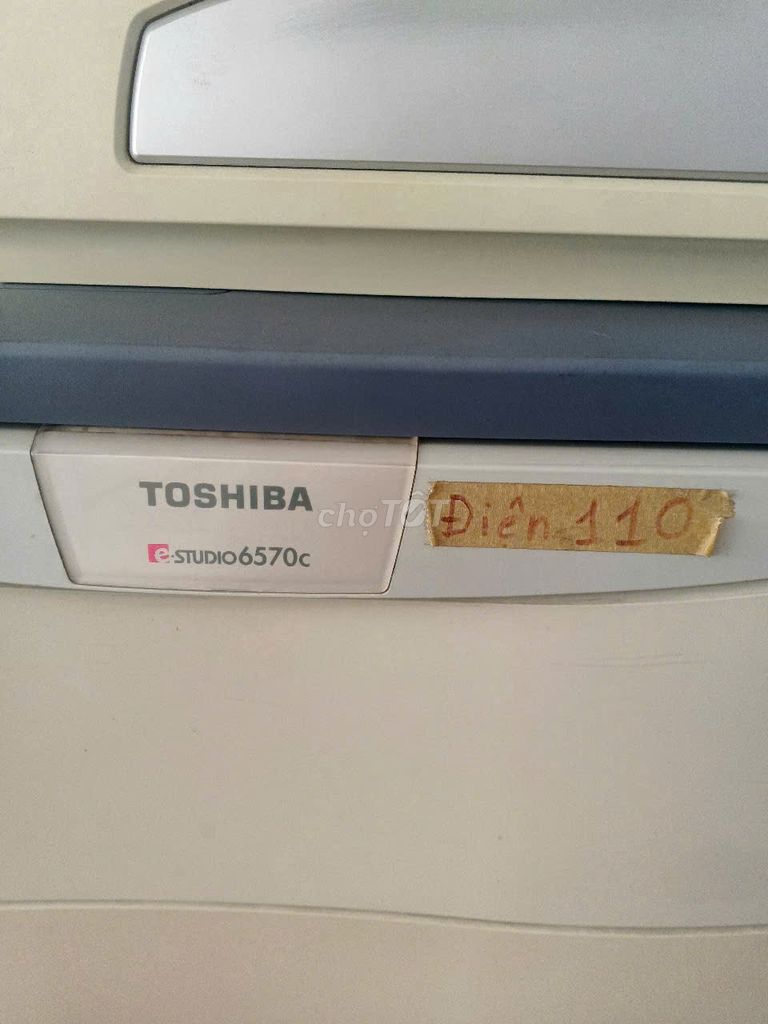 TOSHIBA
e-STUDIO6570C
Điện 110
chợTỐT